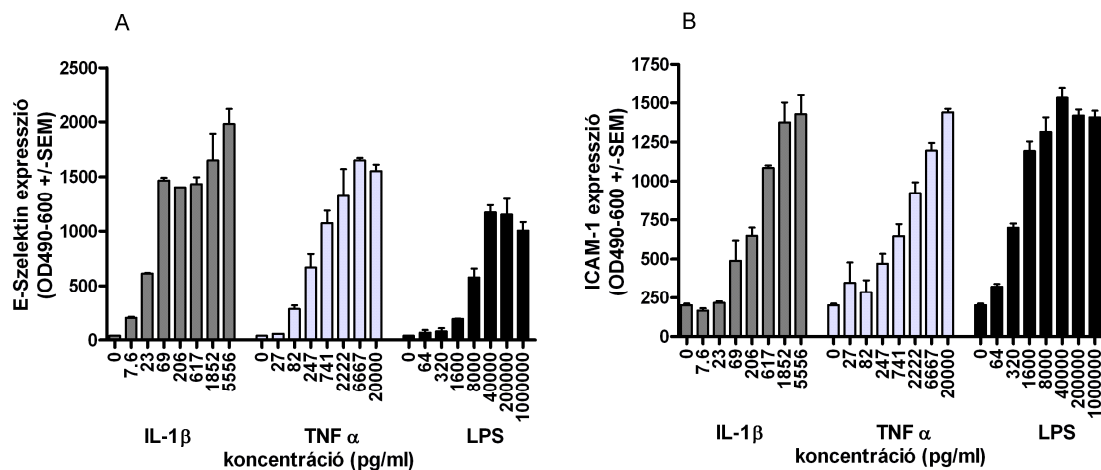 A
E-Szelektin expresszió
(OD490-600 +/-SEM)
2500
2000
1500
1000
500
0
0 7.6 23 69 206 617 1852 5556
0 27 82 247 741 2222 6667 20000
0 64 320 1600 8000 40000 200000 1000000
IL-1β TNF α LPS
koncentráció (pg/ml)
B
ICAM-1 expresszió
(OD490-600 +/-SEM)
1750
1500
1250
1000
750
500
250
0
0 7.6 23 69 206 617 1852 5556
0 27 82 247 741 2222 6667 20000
0 64 320 1600 8000 40000 200000 1000000
IL-1β TNF α LPS
koncentráció (pg/ml)